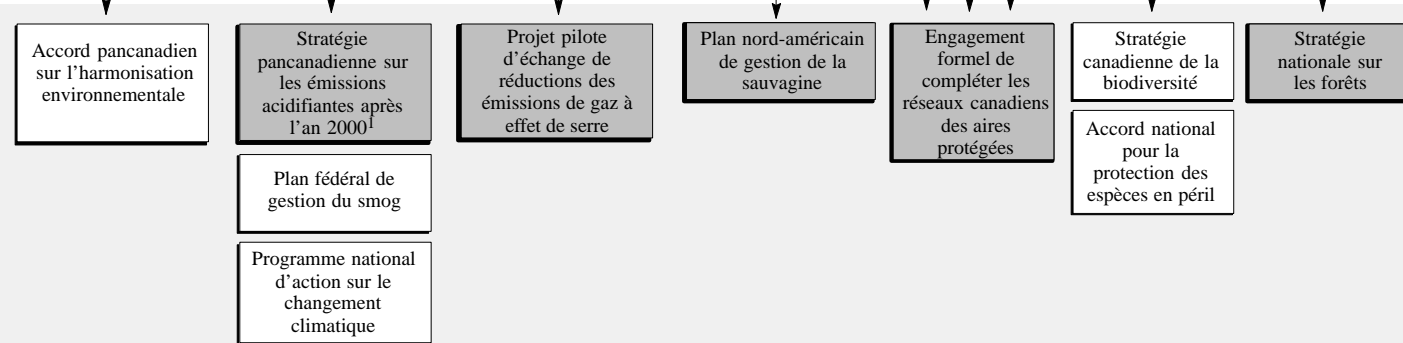 Accord pancanadien
sur l'harmonisation
environnementale
Stratégie
pancanadienne sur
les émissions
acidifiantes après
l'an 2000¹
Plan fédéral de
gestion du smog
Programme national
d'action sur le
changement
climatique
Projet pilote
d'échange de
réductions des
émissions de gaz à
effet de serre
Plan nord-américain
de gestion de la
sauvagine
Engagement
formel de
compléter les
réseaux canadiens
des aires
protégées
Stratégie
canadienne de la
biodiversité
Accord national
pour la
protection des
espèces en péril
Stratégie
nationale sur
les forêts